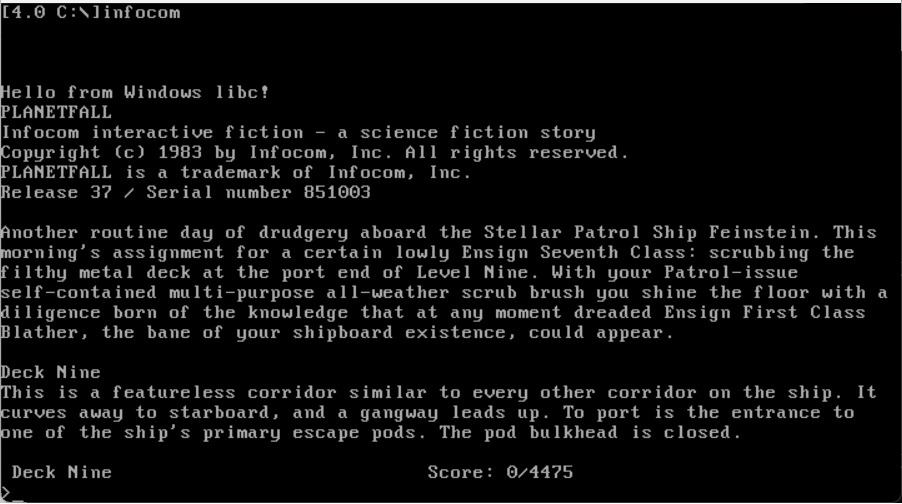 [4.0 C:\]infocom
Hello from Windows libc!
PLANETFALL
Infocom interactive fiction - a science fiction story
Copyright (c) 1983 by Infocom, Inc. All rights reserved.
PLANETFALL is a trademark of Infocom, Inc.
Release 37 / Serial number 851003
Another routine day of drudgery aboard the Stellar Patrol Ship Feinstein. This
morning's assignment for a certain lowly Ensign Seventh Class: scrubbing the
filthy metal deck at the port end of Level Nine. With your Patrol-issue
self-contained multi-purpose all-weather scrub brush you shine the floor with a
diligence born of the knowledge that at any moment dreaded Ensign First Class
Blather, the bane of your shipboard existence, could appear.
Deck Nine
This is a featureless corridor similar to every other corridor on the ship. It
curves away to starboard, and a gangway leads up. To port is the entrance to
one of the ship's primary escape pods. The pod bulkhead is closed.
Deck Nine Score: 0/4475
>_